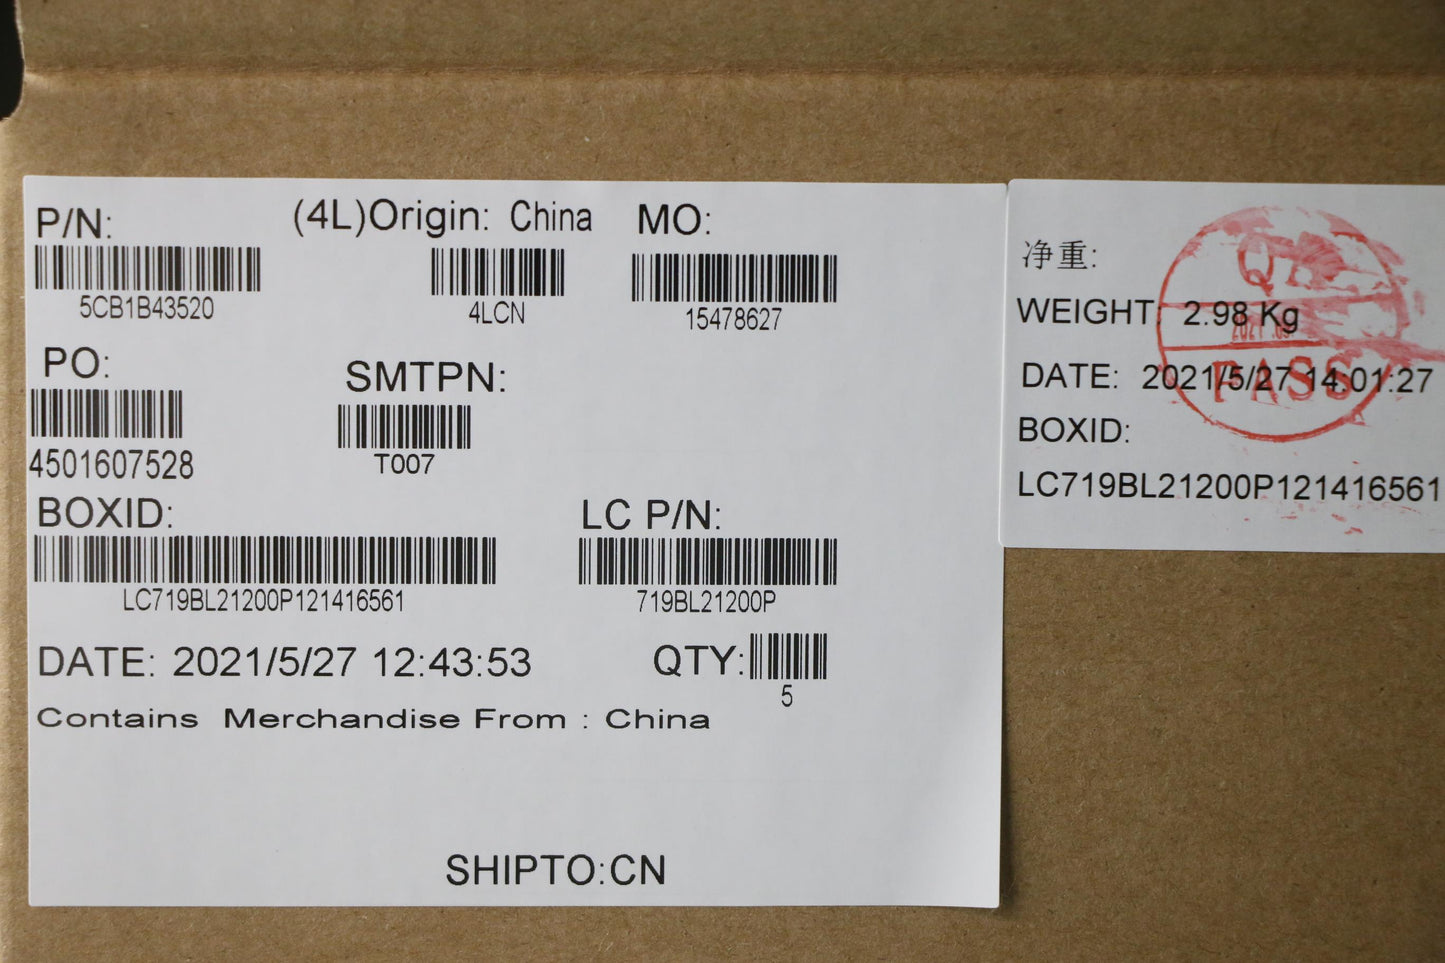 P/N:
(4L)Origin: China
MO:
5CB1B43520
4LCN
15478627
PO:
SMTPN:
4501607528
T007
BOXID:
LC P/N:
LC719BL21200P121416561
719BL21200P
DATE: 2021/5/27 12:43:53
QTY:
5
Contains Merchandise From : China
SHIPTO:CN
净重:
WEIGHT: 2.98 Kg
DATE: 2021/5/27 14:01:27
BOXID:
LC719BL21200P121416561
PASS